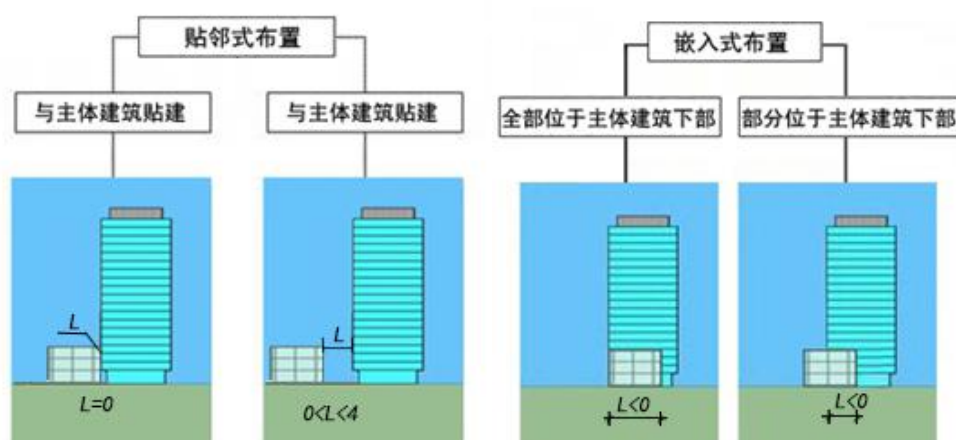 贴邻式布置
嵌入式布置
与主体建筑贴建
与主体建筑贴建
全部位于主体建筑下部
部分位于主体建筑下部
L
L
L=0
0<L<4
L<0
L<0